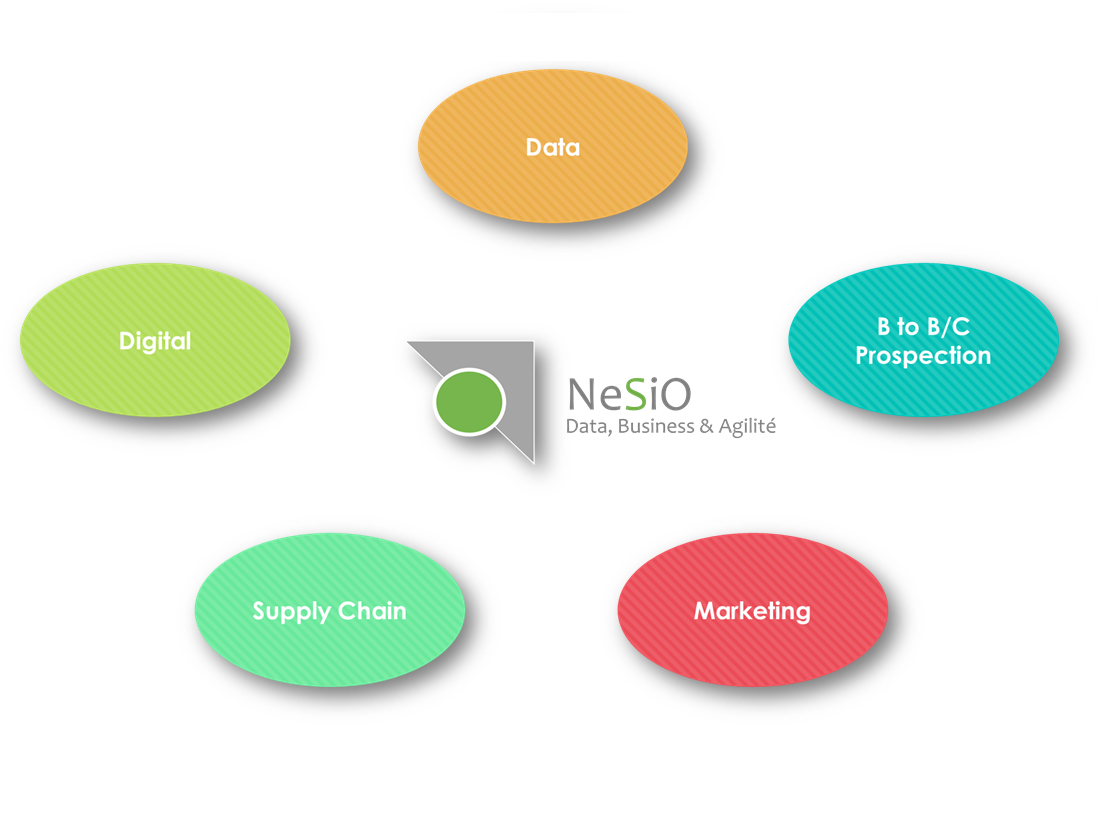 Data
Digital
B to B/C
Prospection
NeSiO
Data, Business & Agilité
Supply Chain
Marketing